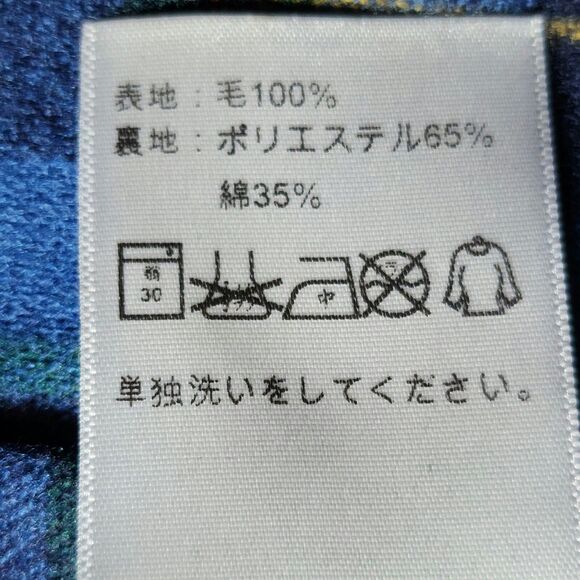 表地：毛100%
裏地：ポリエステル65%
綿35%
弱
30
中
単独洗いをしてください。